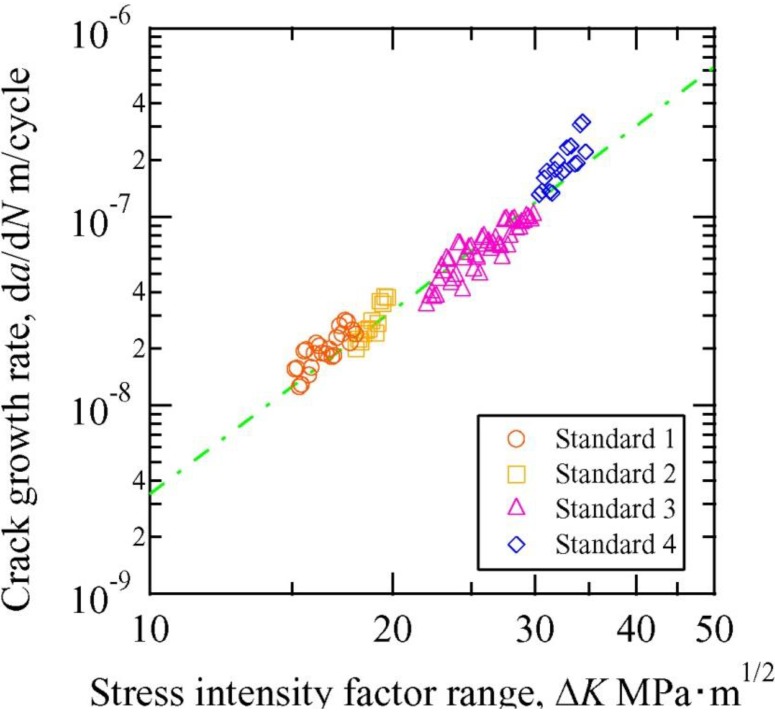 10-6
4
2
10-7
4
2
10-8
4
2
10-9
10 20 30 40 50
Crack growth rate, da/dN m/cycle
Stress intensity factor range, ΔK MPa·m1/2
Standard 1
Standard 2
Standard 3
Standard 4